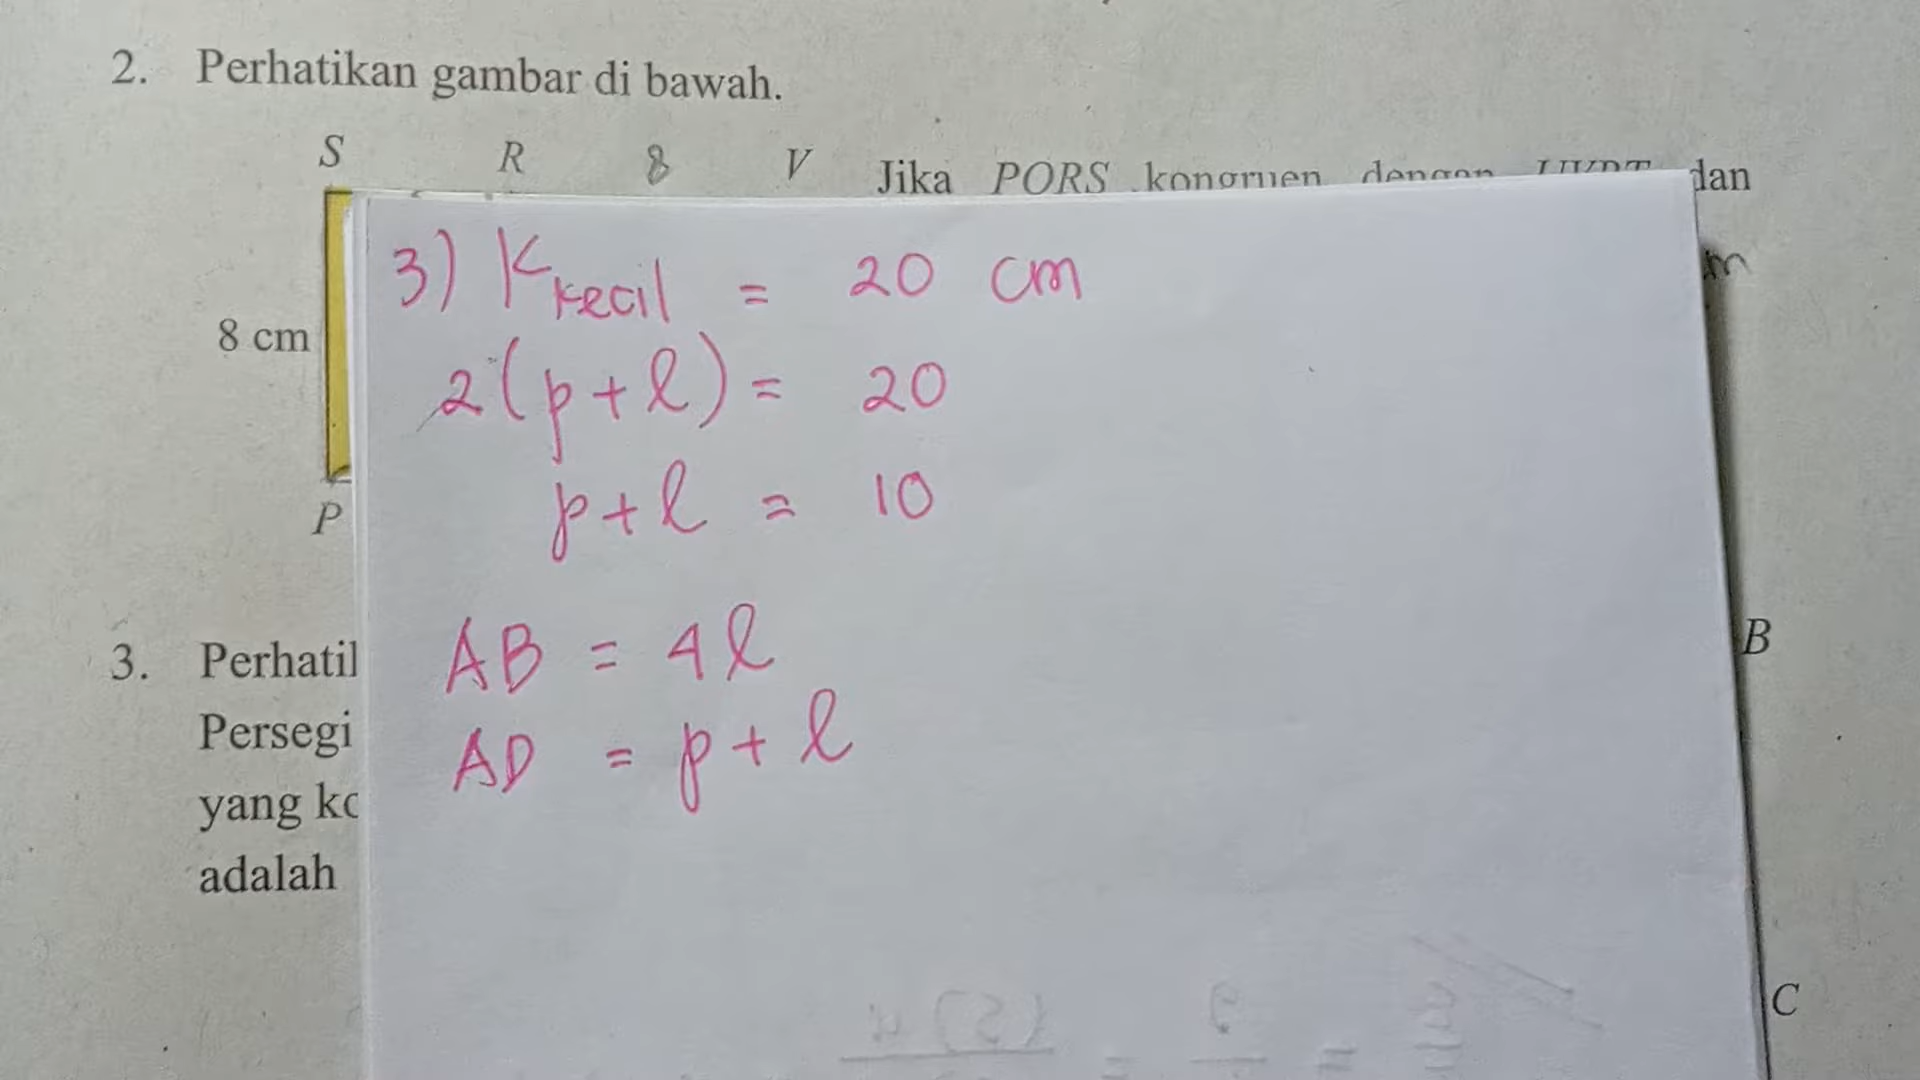 2. Perhatikan gambar di bawah.
S R 8 V Jika PQRS kongruen dengan dan
8 cm
P
3) K kecil = 20 cm
2(p+l) = 20
p+l = 10
AB = 4l
AD = p+l
3. Perhatil
Persegi
yang kc
adalah
B
C